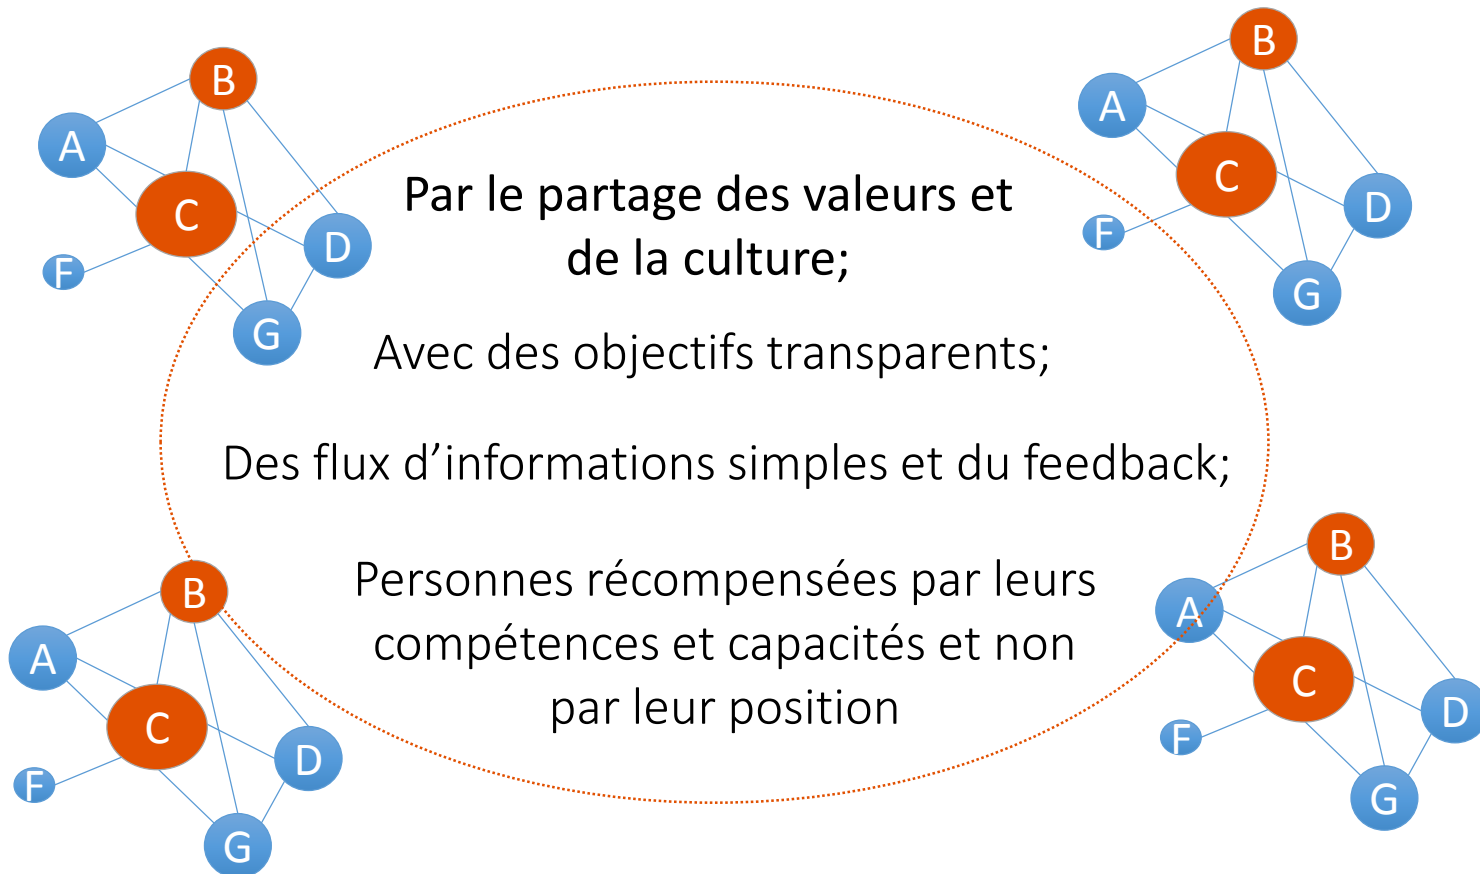 B
A
C
D
F
G
B
A
C
D
F
G
Par le partage des valeurs et
de la culture;
Avec des objectifs transparents;
Des flux d’informations simples et du feedback;
Personnes récompensées par leurs
compétences et capacités et non
par leur position
B
A
C
D
F
G
B
A
C
D
F
G